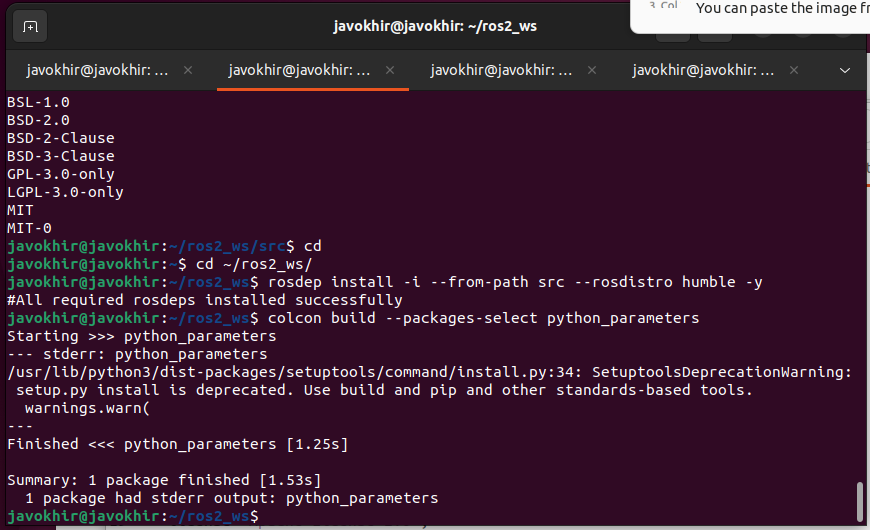 3 Col
You can paste the image fr
javokhir@javokhir: ~/ros2_ws
javokhir@javokhir: ...
javokhir@javokhir: ...
javokhir@javokhir: ...
javokhir@javokhir: ...
BSL-1.0
BSD-2.0
BSD-2-Clause
BSD-3-Clause
GPL-3.0-only
LGPL-3.0-only
MIT
MIT-0
javokhir@javokhir:~/ros2_ws/src$ cd
javokhir@javokhir:~$ cd ~/ros2_ws/
javokhir@javokhir:~/ros2_ws$ rosdep install -i --from-path src --rosdistro humble -y
#All required rosdeps installed successfully
javokhir@javokhir:~/ros2_ws$ colcon build --packages-select python_parameters
Starting >>> python_parameters
--- stderr: python_parameters
/usr/lib/python3/dist-packages/setuptools/command/install.py:34: SetuptoolsDeprecationWarning:
 setup.py install is deprecated. Use build and pip and other standards-based tools.
  warnings.warn(
---
Finished <<< python_parameters [1.25s]

Summary: 1 package finished [1.53s]
  1 package had stderr output: python_parameters
javokhir@javokhir:~/ros2_ws$